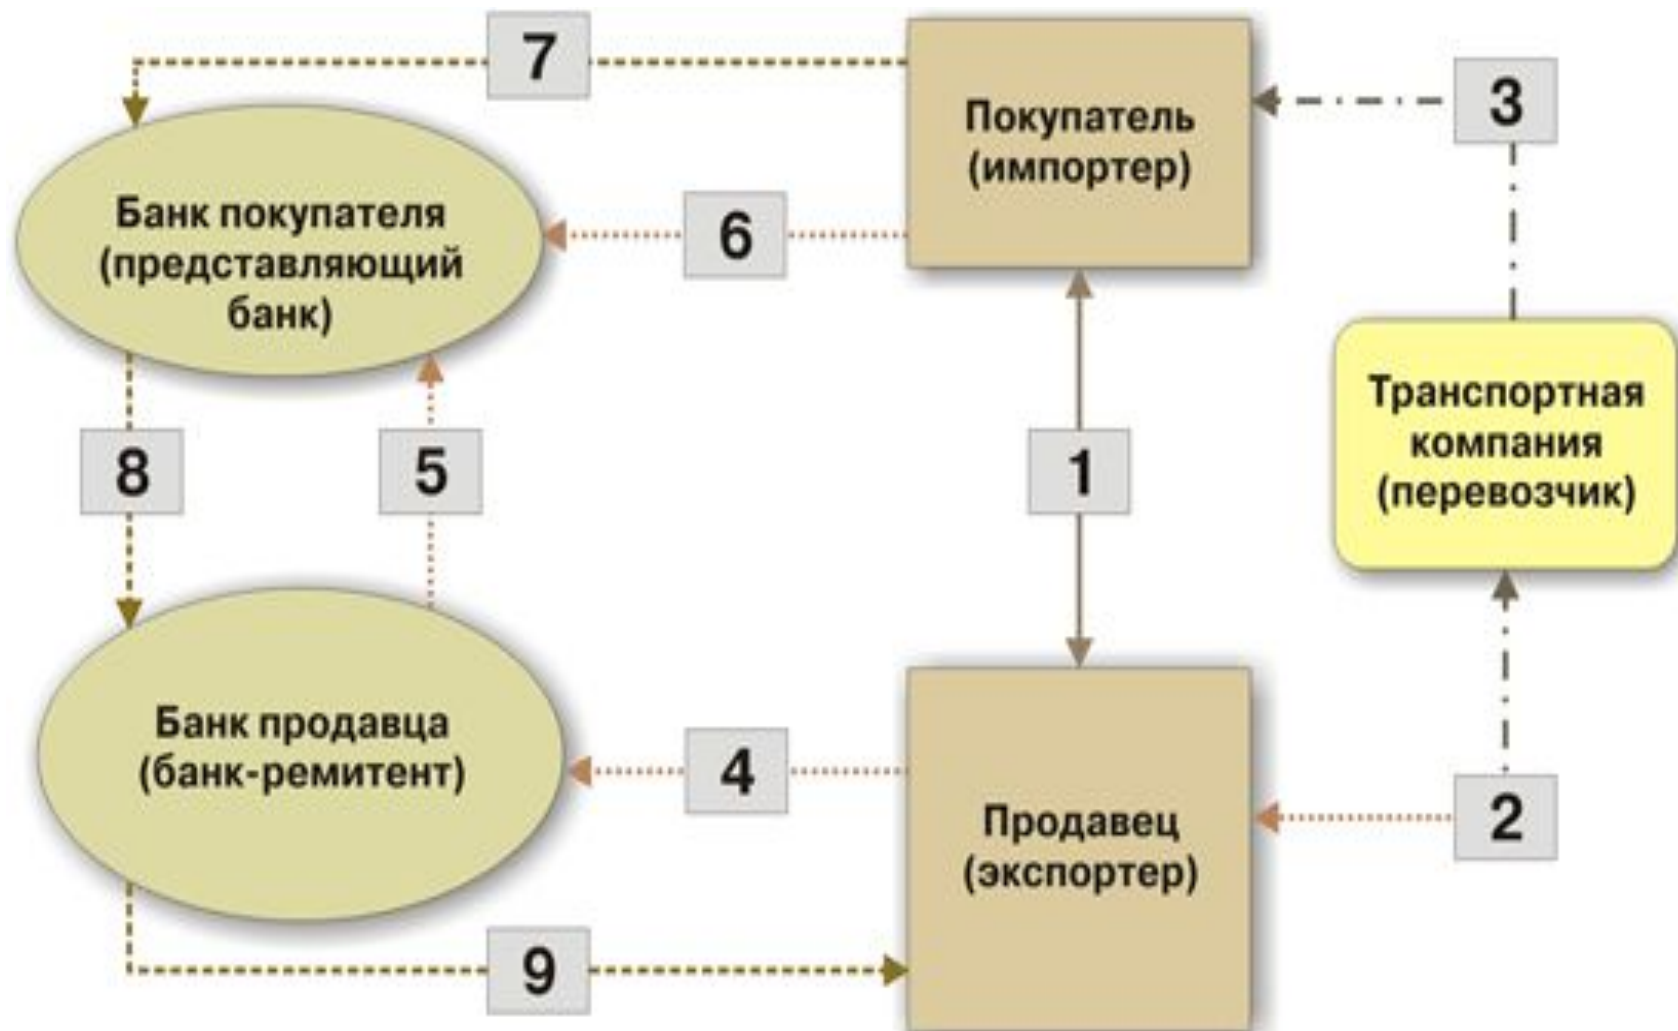 7
Покупатель
(импортер)
3
Банк покупателя
(представляющий
банк)
6
Транспортная
компания
(перевозчик)
8
5
1
Банк продавца
(банк-ремитент)
4
Продавец
(экспортер)
2
9